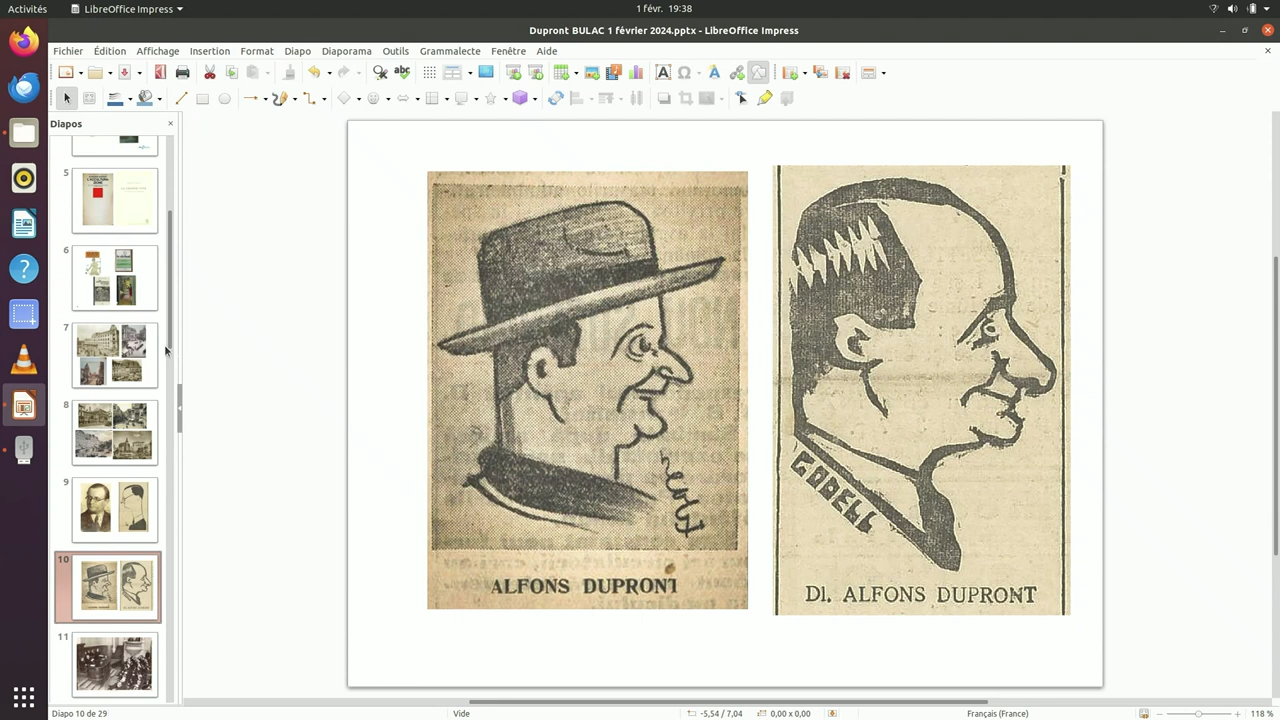 Activités
LibreOffice Impress
1 févr. 19:38
Dupront BULAC 1 février 2024.pptx - LibreOffice Impress
Fichier Édition Affichage Insertion Format Diapo Diaporama Outils Grammalecte Fenêtre Aide
Diapos
5
6
7
8
9
10
11
ALFONS DUPRONT
GODELL
Dl. ALFONS DUPRONT
Diapo 10 de 29
Vide
-5,54 / 7,04
0,00 x 0,00
Français (France)
118 %